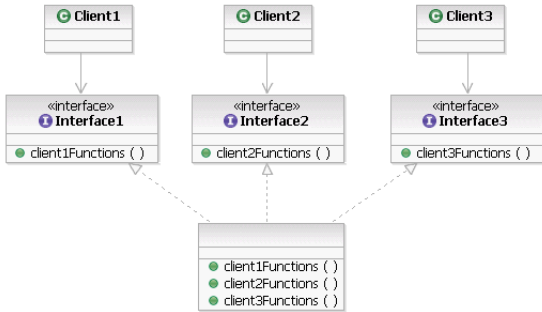 Client1
Client2
Client3
«interface»
Interface1
client1Functions ( )
«interface»
Interface2
client2Functions ( )
«interface»
Interface3
client3Functions ( )
client1Functions ( )
client2Functions ( )
client3Functions ( )